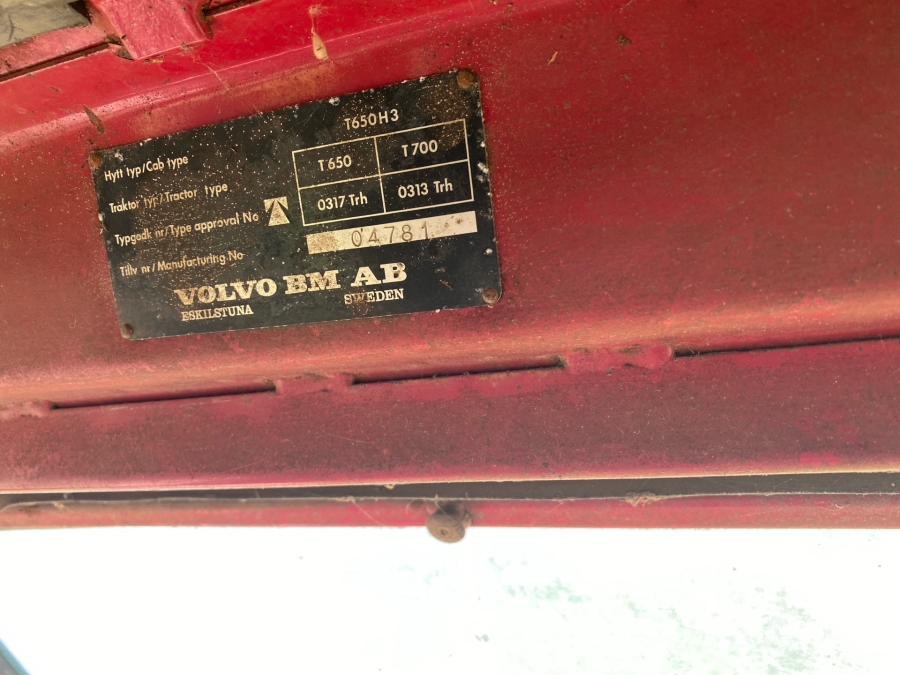 Hytt typ/Cab type T650H3
Traktor typ/Tractor type T650 T700
Typgodk nr/Type approval No 0317 Trh 0313 Trh
Tillv nr/Manufacturing No 04781
VOLVO BM AB
ESKILSTUNA SWEDEN